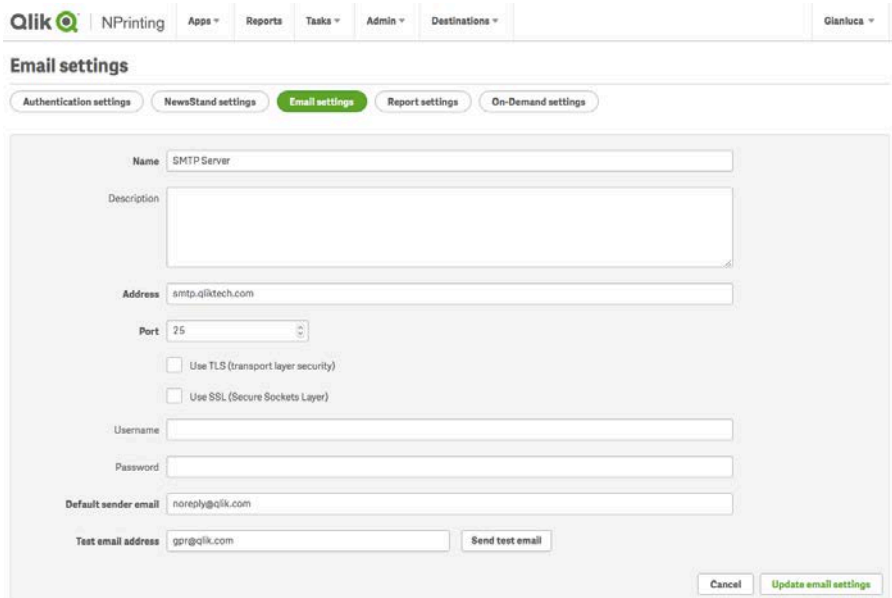 Qlik NPrinting Apps Reports Tasks Admin Destinations Gianluca
Email settings
Authentication settings NewsStand settings Email settings Report settings On-Demand settings
Name SMTP Server
Description
Address smtp.qliktech.com
Port 25
Use TLS (transport layer security)
Use SSL (Secure Sockets Layer)
Username
Password
Default sender email noreply@qlik.com
Test email address gpr@qlik.com Send test email
Cancel Update email settings